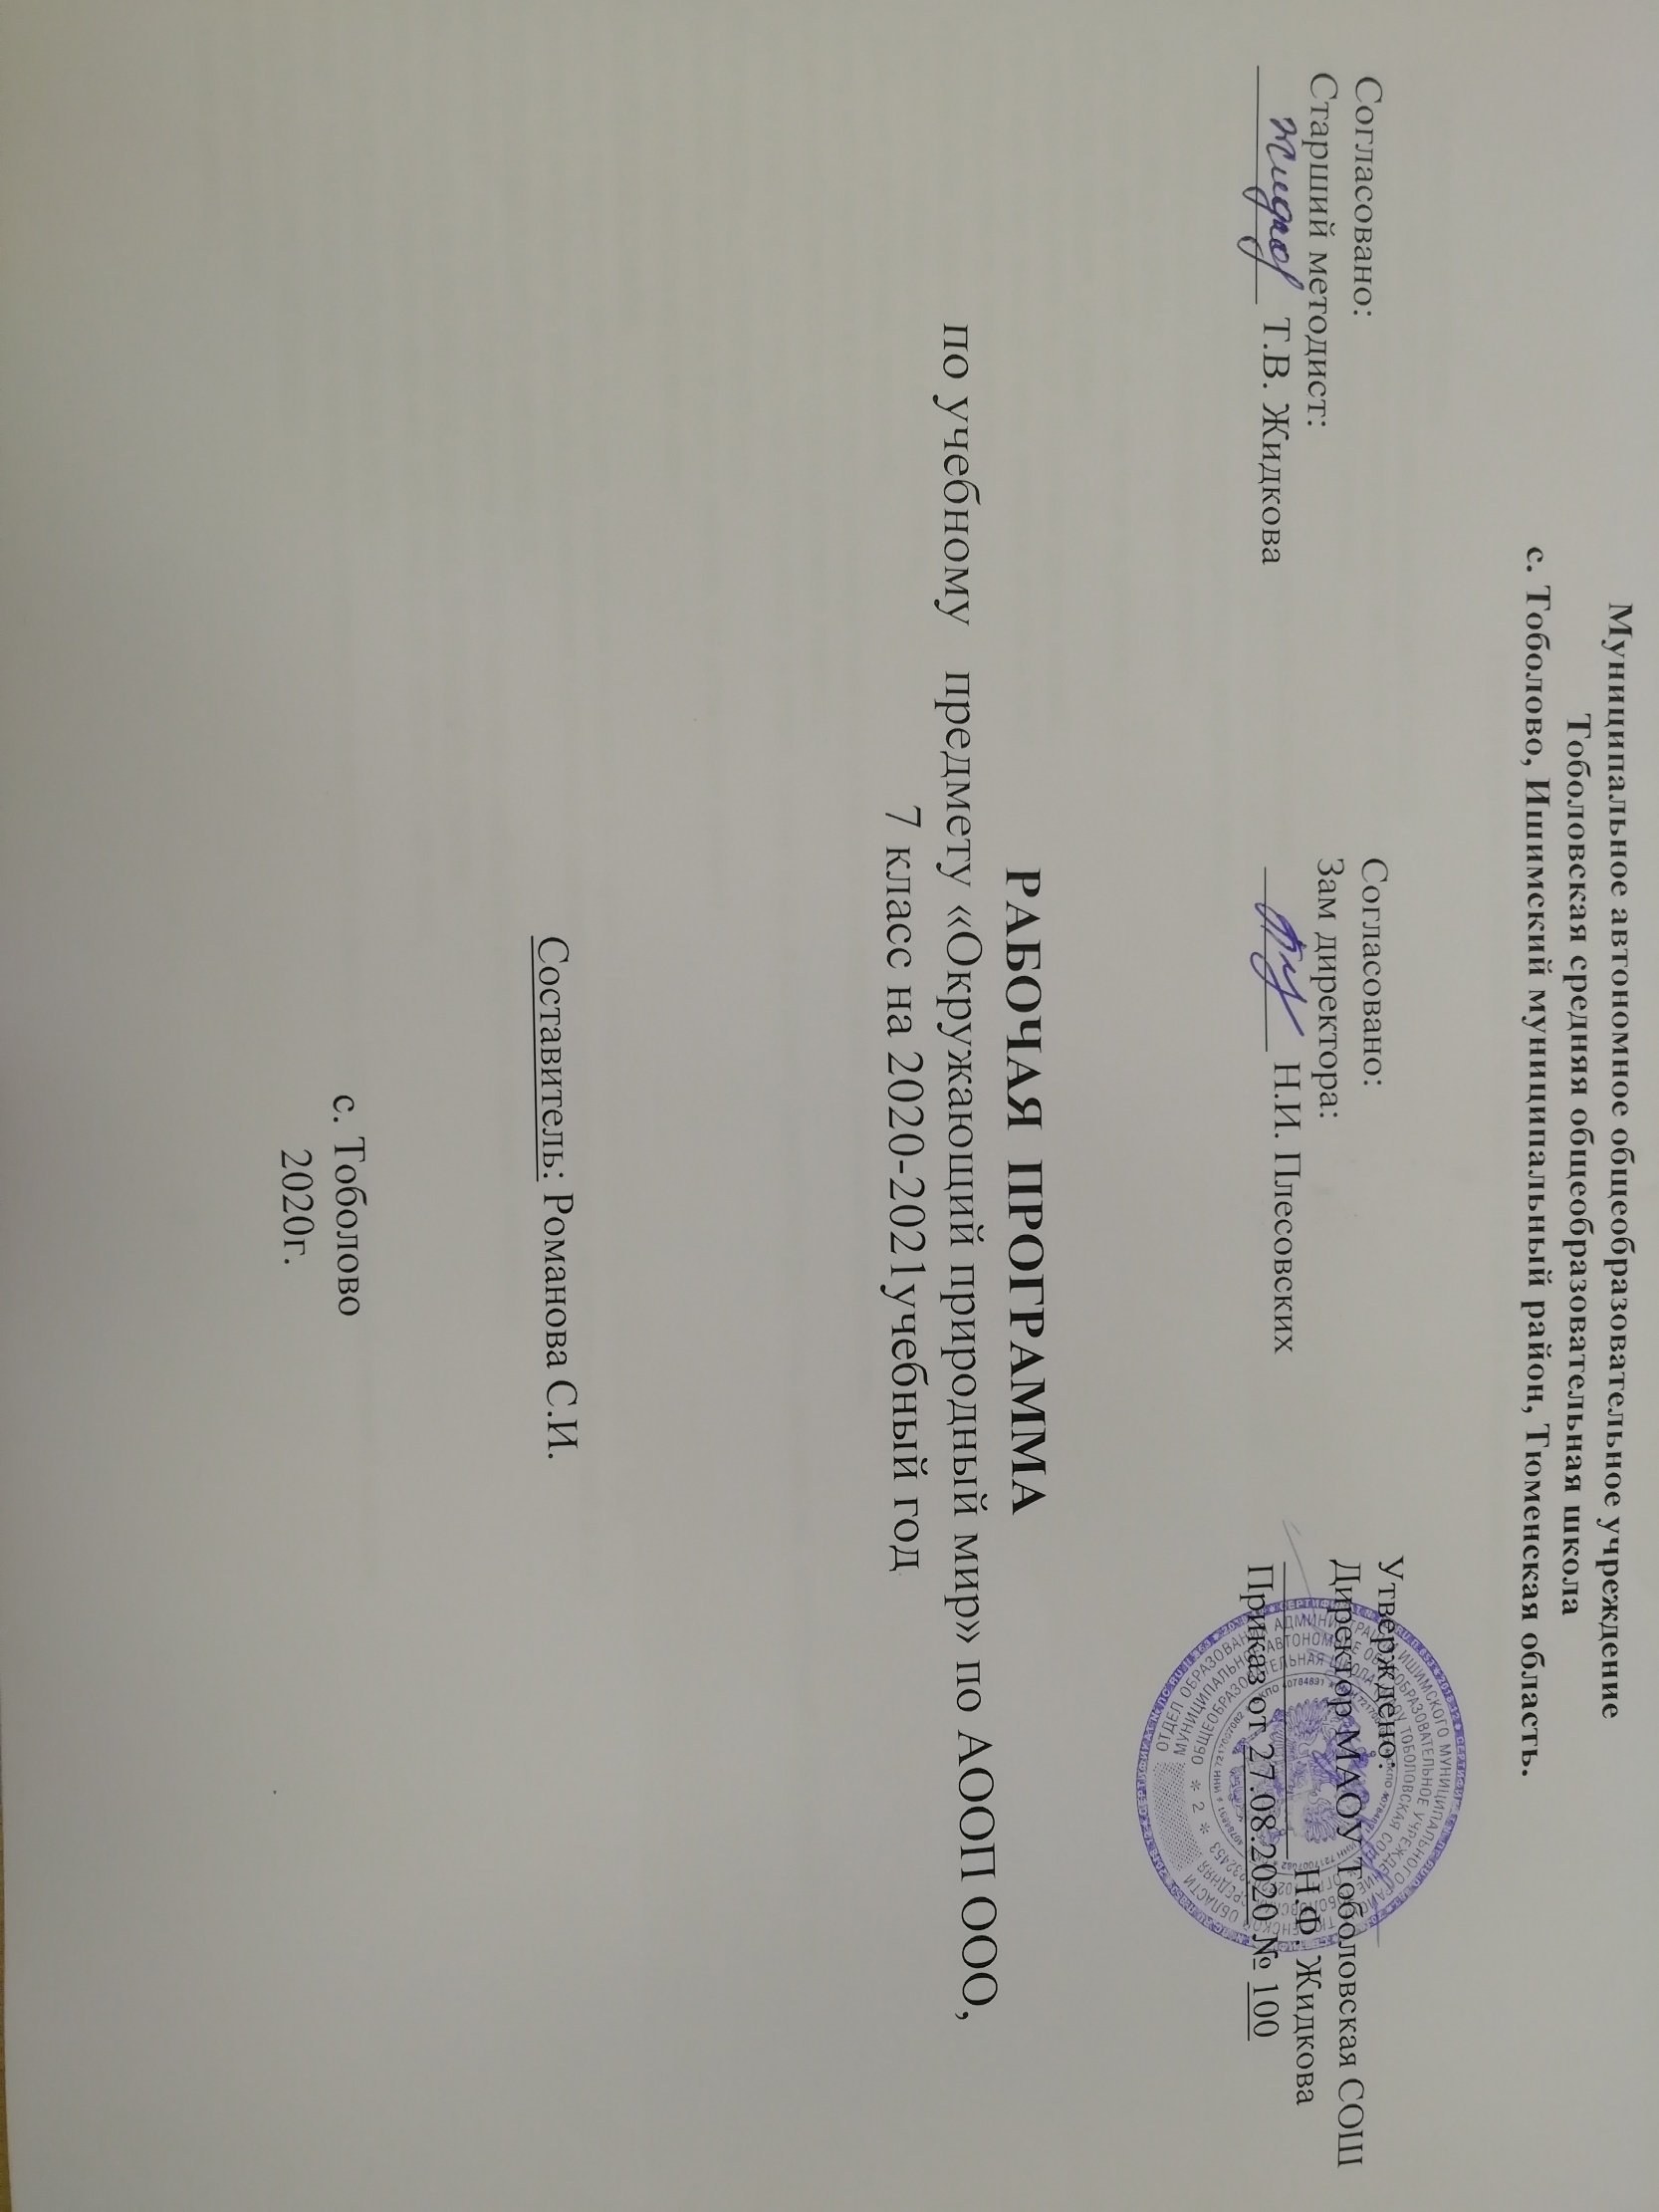 Муниципальное автономное общеобразовательное учреждение
Тоболовская средняя общеобразовательная школа
с. Тоболово, Ишимский муниципальный район, Тюменская область.
Согласовано:
Старший методист:
Т.В. Жидкова
Согласовано:
Зам директора:
Н.И. Плесовских
Утверждено:
Директор МАОУ Тоболовская СОШ
Н.Ф. Жидкова
Приказ от 27.08.2020 № 100
РАБОЧАЯ ПРОГРАММА
по учебному предмету «Окружающий природный мир» по АООП ООО,
7 класс на 2020-2021учебный год
Составитель: Романова С.И.
с. Тоболово
2020г.